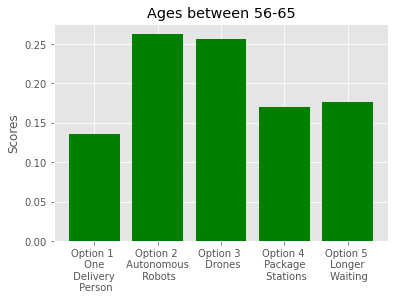 Ages between 56-65
Scores
0.25
0.20
0.15
0.10
0.05
0.00
Option 1
One
Delivery
Person
Option 2
Autonomous
Robots
Option 3
Drones
Option 4
Package
Stations
Option 5
Longer
Waiting